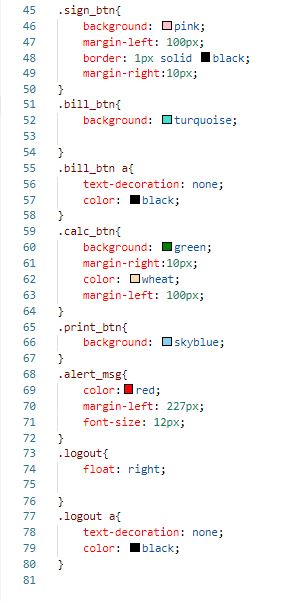 45 .sign_btn{
46 background: pink;
47 margin-left: 100px;
48 border: 1px solid black;
49 margin-right:10px;
50 }
51 .bill_btn{
52 background: turquoise;
53
54 }
55 .bill_btn a{
56 text-decoration: none;
57 color: black;
58 }
59 .calc_btn{
60 background: green;
61 margin-right:10px;
62 color: wheat;
63 margin-left: 100px;
64 }
65 .print_btn{
66 background: skyblue;
67 }
68 .alert_msg{
69 color:red;
70 margin-left: 227px;
71 font-size: 12px;
72 }
73 .logout{
74 float: right;
75
76 }
77 .logout a{
78 text-decoration: none;
79 color: black;
80 }
81